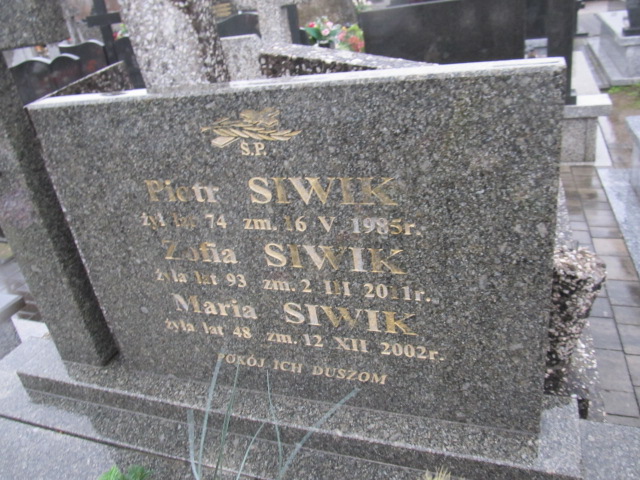 Ś.P.
Piotr SIWIK
żył lat 74 zm. 16 V. 1985r.
Zofia SIWIK
żyła lat 93 zm. 2 III 2011r.
Maria SIWIK
żyła lat 48 zm. 12 XII 2002r.
POKÓJ ICH DUSZOM